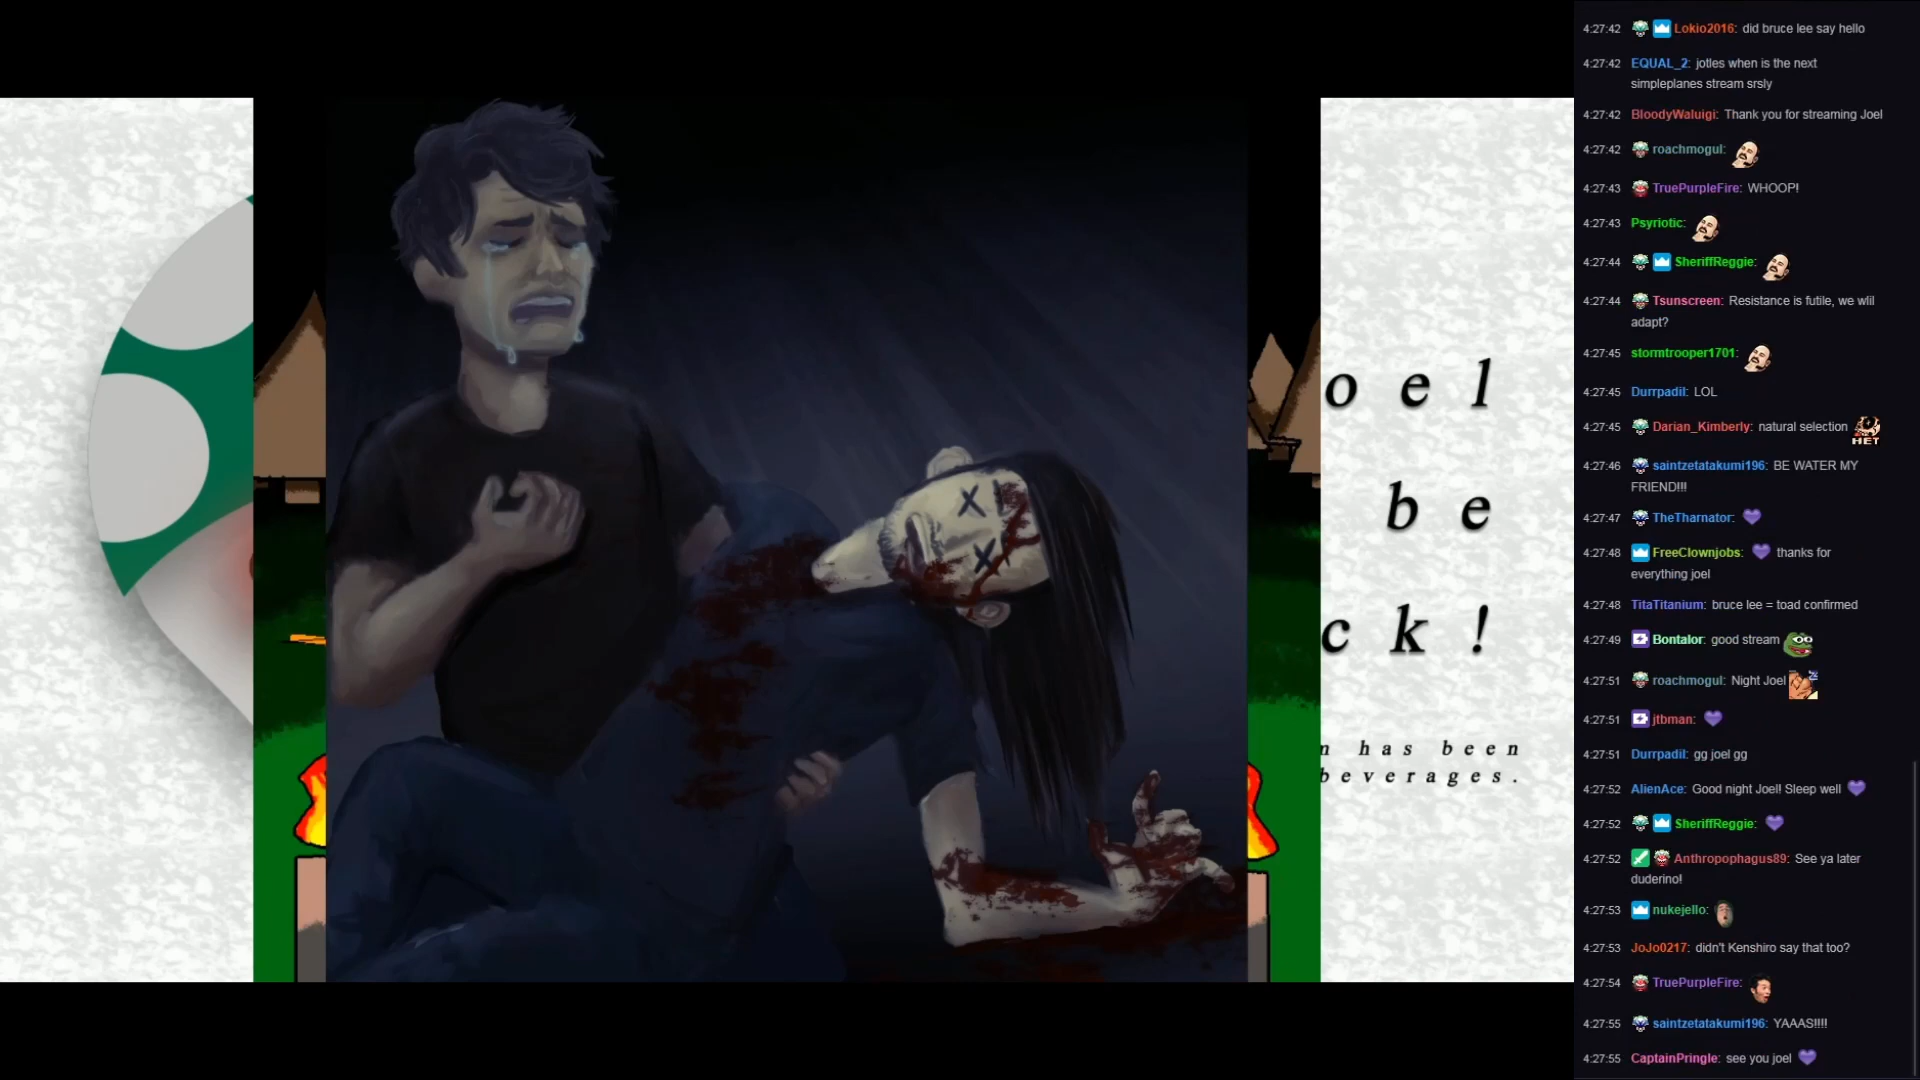 o e l
b e
c k !
n h a s b e e n
b e v e r a g e s .
4:27:42 Lokio2016: did bruce lee say hello
4:27:42 EQUAL_2: jotles when is the next
simpleplanes stream srsly
4:27:42 BloodyWaluigi: Thank you for streaming Joel
4:27:42 roachmogul:
4:27:43 TruePurpleFire: WHOOP!
4:27:43 Psyriotic:
4:27:44 SheriffReggie:
4:27:44 Tsunscreen: Resistance is futile, we wlil
adapt?
4:27:45 stormtrooper1701:
4:27:45 Durrpadil: LOL
4:27:45 Darian_Kimberly: natural selection HET
4:27:46 saintzetatakumi196: BE WATER MY
FRIEND!!!
4:27:47 TheTharnator:
4:27:48 FreeClownjobs: thanks for
everything joel
4:27:48 TitaTitanium: bruce lee = toad confirmed
4:27:49 Bontalor: good stream
4:27:51 roachmogul: Night Joel
4:27:51 jtbman:
4:27:51 Durrpadil: gg joel gg
4:27:52 AlienAce: Good night Joel! Sleep well
4:27:52 SheriffReggie:
4:27:52 Anthropophagus89: See ya later
duderino!
4:27:53 nukejello:
4:27:53 JoJo0217: didn't Kenshiro say that too?
4:27:54 TruePurpleFire:
4:27:55 saintzetatakumi196: YAAAS!!!!
4:27:55 CaptainPringle: see you joel